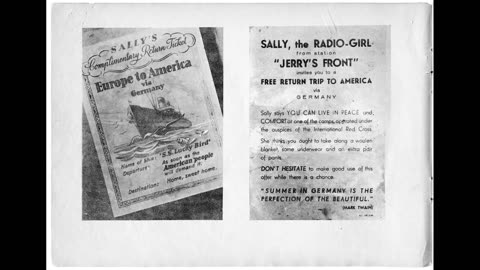 SALLY'S
Complimentary Return Ticket
Europe to America
via
Germany
Name of Ship: "S.S. Lucky Bird"
Departure: as soon as the
American people
will
Destination: Home, sweet home.
SALLY, the RADIO-GIRL
from station
"JERRY'S FRONT"
invites you to a
FREE RETURN TRIP TO AMERICA
via
GERMANY
Sally says YOU CAN LIVE IN PEACE and
COMFORT at one of the camps, operated under
the auspices of the International Red Cross.
She thinks you ought to take along a woolen
blanket, some underwear and an extra pair
of pants.
DON'T HESITATE to make good use of this
offer while there is a chance.
"SUMMER IN GERMANY IS THE
PERFECTION OF THE BEAUTIFUL."
(MARK TWAIN)